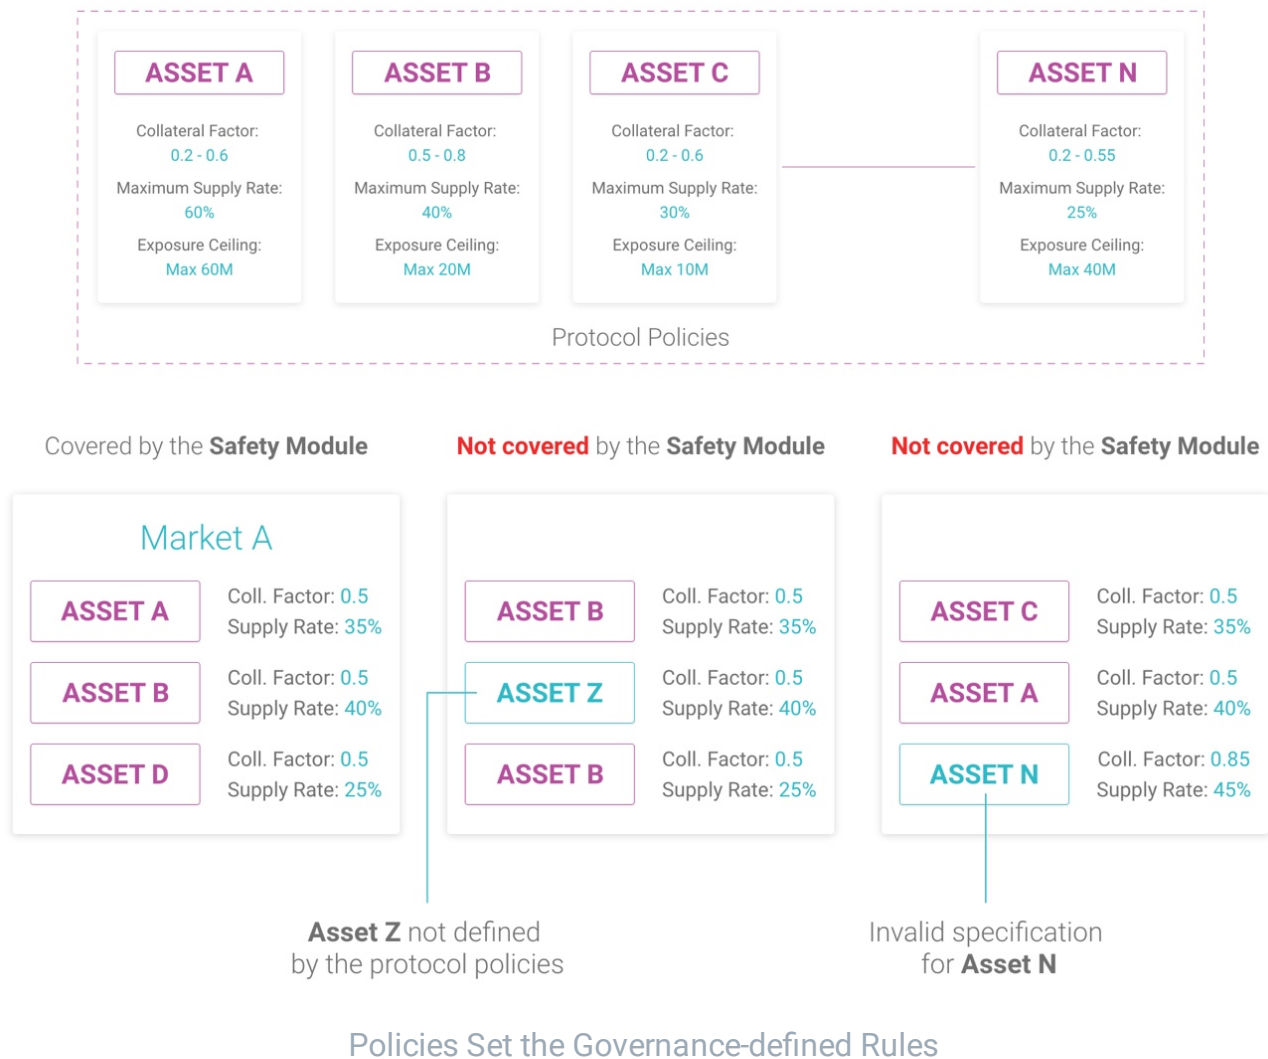 ASSET A
Collateral Factor:
0.2 - 0.6
Maximum Supply Rate:
60%
Exposure Ceiling:
Max 60M
ASSET B
Collateral Factor:
0.5 - 0.8
Maximum Supply Rate:
40%
Exposure Ceiling:
Max 20M
ASSET C
Collateral Factor:
0.2 - 0.6
Maximum Supply Rate:
30%
Exposure Ceiling:
Max 10M
ASSET N
Collateral Factor:
0.2 - 0.55
Maximum Supply Rate:
25%
Exposure Ceiling:
Max 40M
Protocol Policies
Covered by the Safety Module
Market A
ASSET A
Coll. Factor: 0.5
Supply Rate: 35%
ASSET B
Coll. Factor: 0.5
Supply Rate: 40%
ASSET D
Coll. Factor: 0.5
Supply Rate: 25%
Not covered by the Safety Module
ASSET B
Coll. Factor: 0.5
Supply Rate: 35%
ASSET Z
Coll. Factor: 0.5
Supply Rate: 40%
ASSET B
Coll. Factor: 0.5
Supply Rate: 25%
Not covered by the Safety Module
ASSET C
Coll. Factor: 0.5
Supply Rate: 35%
ASSET A
Coll. Factor: 0.5
Supply Rate: 40%
ASSET N
Coll. Factor: 0.85
Supply Rate: 45%
Asset Z not defined
by the protocol policies
Invalid specification
for Asset N
Policies Set the Governance-defined Rules